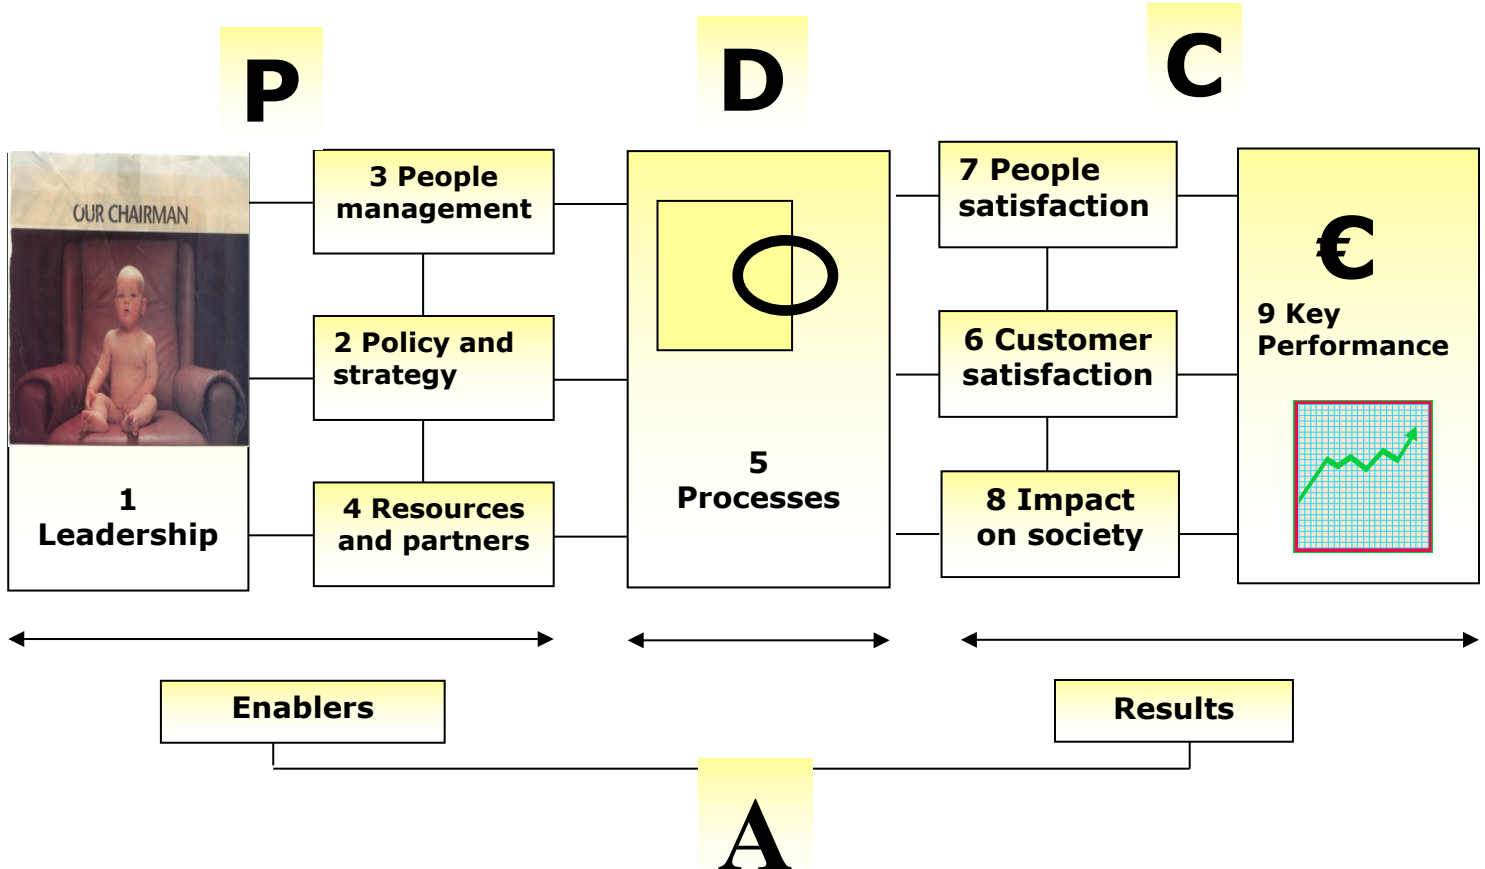 P
D
C
OUR CHAIRMAN
1
Leadership
3 People
management
2 Policy and
strategy
4 Resources
and partners
5
Processes
7 People
satisfaction
6 Customer
satisfaction
8 Impact
on society
€
9 Key
Performance
Enablers
Results
A